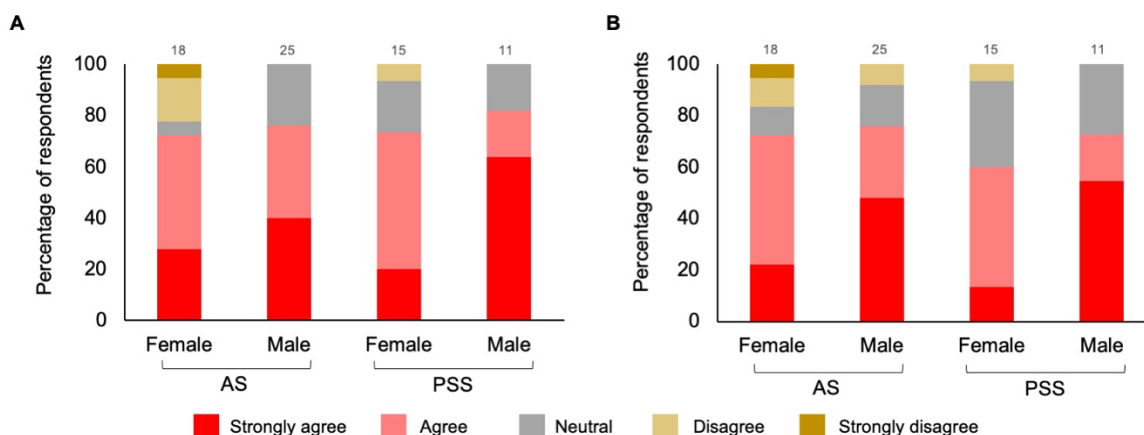 A
B
18 25 15 11
18 25 15 11
Percentage of respondents
100
80
60
40
20
0
Female Male Female Male
AS PSS
Percentage of respondents
100
80
60
40
20
0
Female Male Female Male
AS PSS
Strongly agree Agree Neutral Disagree Strongly disagree